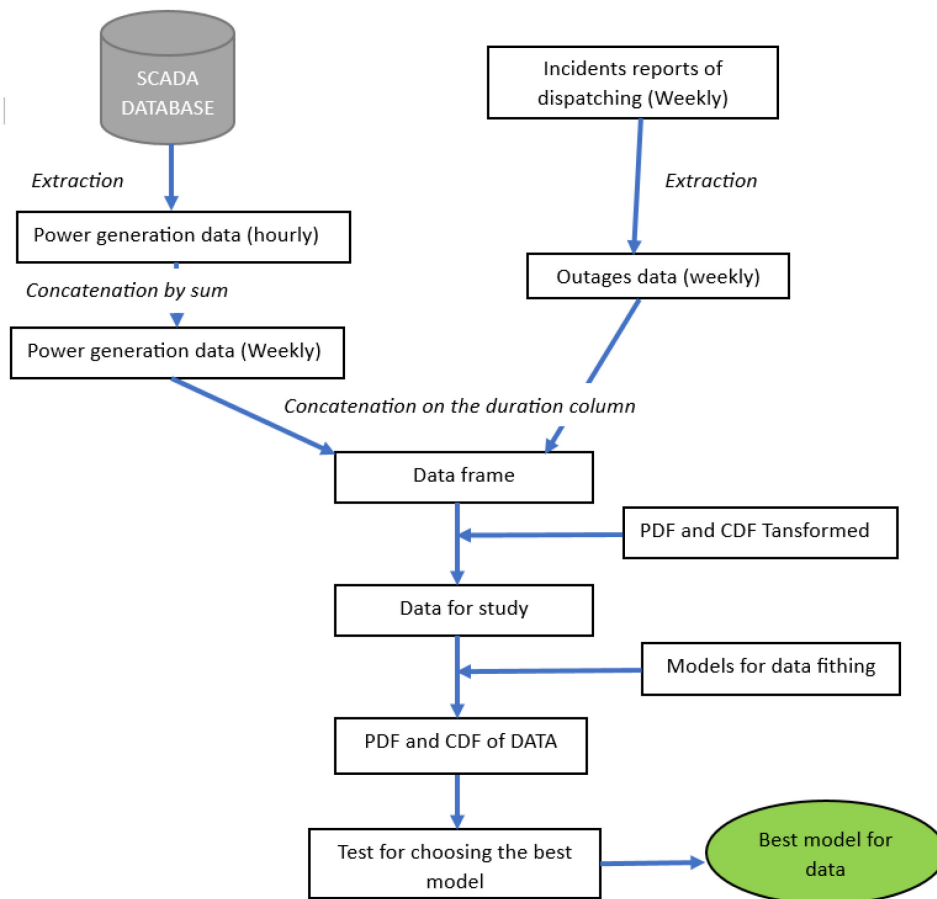 SCADA
DATABASE
Incidents reports of
dispatching (Weekly)
Extraction
Extraction
Power generation data (hourly)
Outages data (weekly)
Concatenation by sum
Power generation data (Weekly)
Concatenation on the duration column
Data frame
PDF and CDF Tansformed
Data for study
Models for data fithing
PDF and CDF of DATA
Test for choosing the best
model
Best model for
data